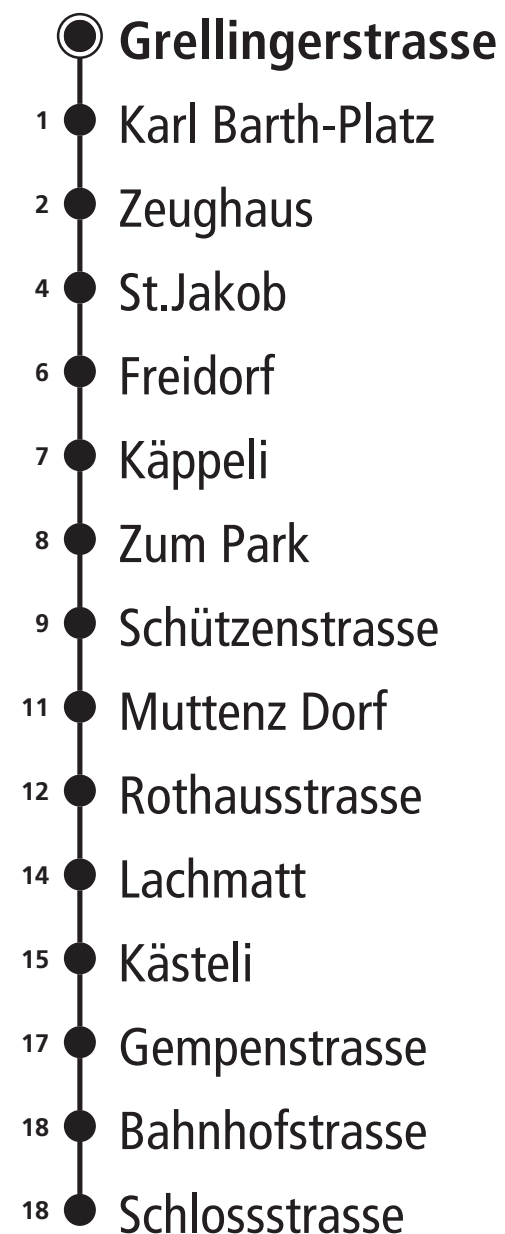 Grellingerstrasse
1 Karl Barth-Platz
2 Zeughaus
4 St.Jakob
6 Freidorf
7 Käppeli
8 Zum Park
9 Schützenstrasse
11 Muttenz Dorf
12 Rothausstrasse
14 Lachmatt
15 Kästeli
17 Gempenstrasse
18 Bahnhofstrasse
18 Schlossstrasse